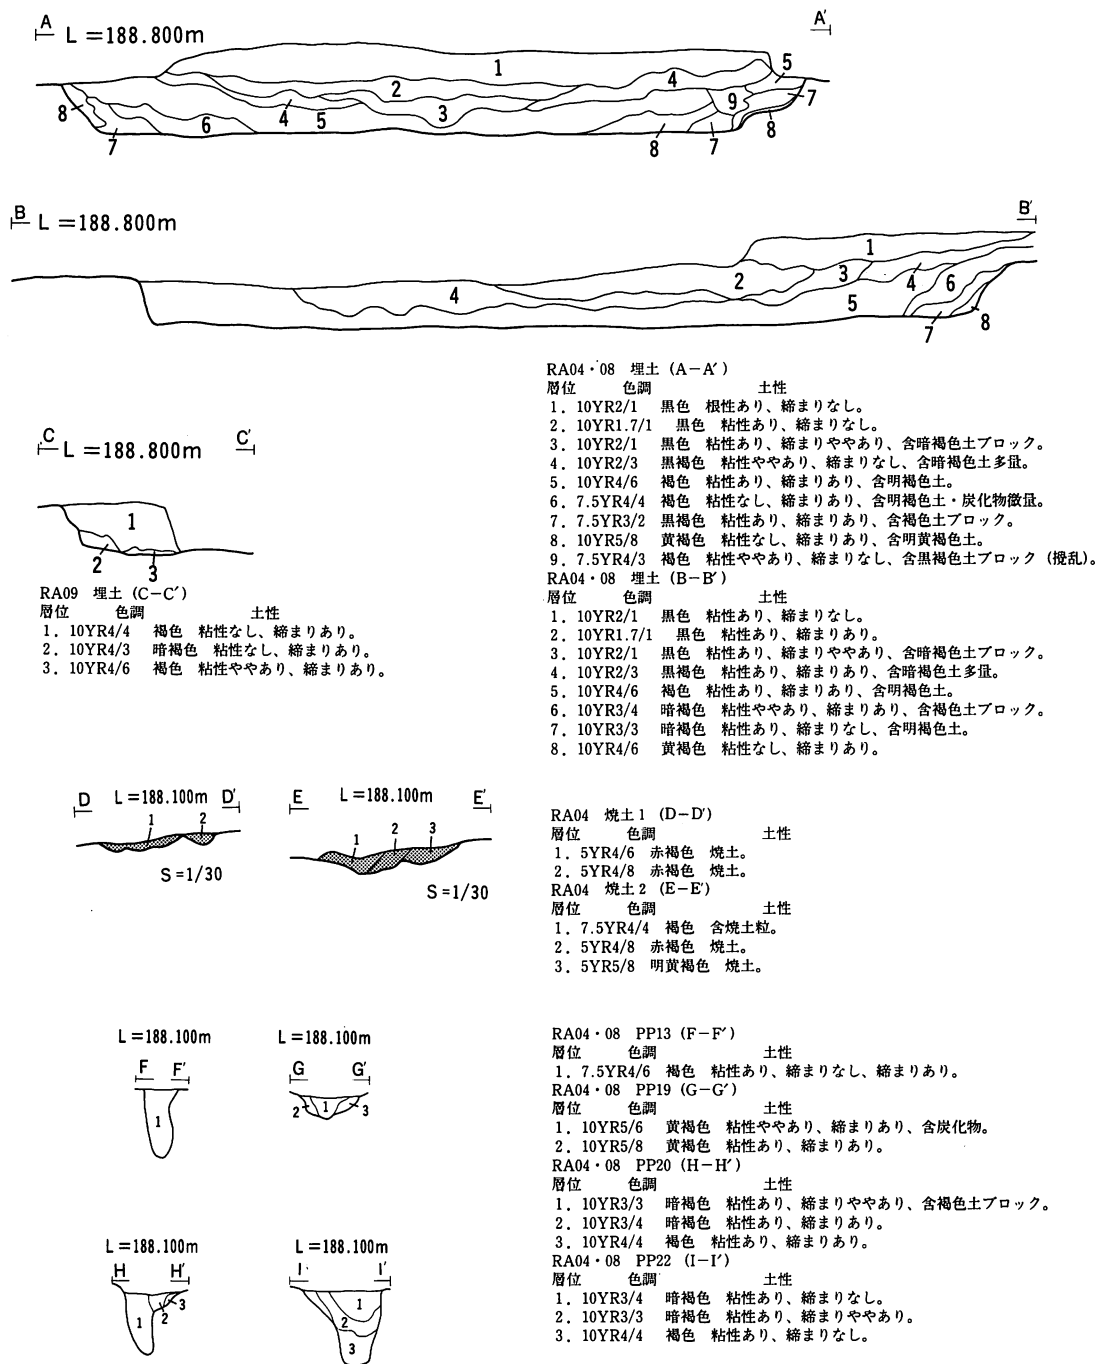 A A′
L=188.800m
1
5
2 4
9
8 4 3 7
6 5
7 8 7 8
B B′
L=188.800m
1
2 3
4 4 6
5
7 8
RA04・08 埋土 (A−A′)
層位 色調 土性
1. 10YR2/1 黒色 根性あり、締まりなし。
2. 10YR1.7/1 黒色 粘性あり、締まりなし。
3. 10YR2/1 黒色 粘性あり、締まりややあり、含暗褐色土ブロック。
4. 10YR2/3 黒褐色 粘性ややあり、締まりなし、含暗褐色土多量。
5. 10YR4/6 褐色 粘性あり、締まりあり、含明褐色土。
6. 7.5YR4/4 褐色 粘性なし、締まりあり、含明褐色土・炭化物微量。
7. 7.5YR3/2 黒褐色 粘性あり、締まりあり、含褐色土ブロック。
8. 10YR5/8 黄褐色 粘性なし、締まりあり、含明黄褐色土。
9. 7.5YR4/3 褐色 粘性ややあり、締まりなし、含黒褐色土ブロック (撹乱)。
RA04・08 埋土 (B−B′)
層位 色調 土性
1. 10YR2/1 黒色 粘性あり、締まりなし。
2. 10YR1.7/1 黒色 粘性あり、締まりあり。
3. 10YR2/1 黒色 粘性あり、締まりややあり、含暗褐色土ブロック。
4. 10YR2/3 黒褐色 粘性あり、締まりあり、含暗褐色土多量。
5. 10YR4/6 褐色 粘性あり、締まりあり、含明褐色土。
6. 10YR3/4 暗褐色 粘性ややあり、締まりあり、含褐色土ブロック。
7. 10YR3/3 暗褐色 粘性あり、締まりなし、含明褐色土。
8. 10YR4/6 黄褐色 粘性なし、締まりあり。
C C′
L=188.800m
1
2 3
RA09 埋土 (C−C′)
層位 色調 土性
1. 10YR4/4 褐色 粘性なし、締まりあり。
2. 10YR4/3 暗褐色 粘性なし、締まりあり。
3. 10YR4/6 褐色 粘性ややあり、締まりあり。
D L=188.100m D′
1 2
S=1/30
E L=188.100m E′
1 2 3
S=1/30
RA04 焼土1 (D−D′)
層位 色調 土性
1. 5YR4/6 赤褐色 焼土。
2. 5YR4/8 赤褐色 焼土。
RA04 焼土2 (E−E′)
層位 色調 土性
1. 7.5YR4/4 褐色 含焼土粒。
2. 5YR4/8 赤褐色 焼土。
3. 5YR5/8 明黄褐色 焼土。
L=188.100m
F F′
1
L=188.100m
G G′
2 1 3
L=188.100m
H H′
1 2 3
L=188.100m
I I′
1
2
3
RA04・08 PP13 (F−F′)
層位 色調 土性
1. 7.5YR4/6 褐色 粘性あり、締まりなし、締まりあり。
RA04・08 PP19 (G−G′)
層位 色調 土性
1. 10YR5/6 黄褐色 粘性ややあり、締まりあり、含炭化物。
2. 10YR5/8 黄褐色 粘性あり、締まりあり。
RA04・08 PP20 (H−H′)
層位 色調 土性
1. 10YR3/3 暗褐色 粘性あり、締まりややあり、含褐色土ブロック。
2. 10YR3/4 暗褐色 粘性あり、締まりあり。
3. 10YR4/4 褐色 粘性あり、締まりあり。
RA04・08 PP22 (I−I′)
層位 色調 土性
1. 10YR3/4 暗褐色 粘性あり、締まりなし。
2. 10YR3/3 暗褐色 粘性あり、締まりややあり。
3. 10YR4/4 褐色 粘性あり、締まりなし。